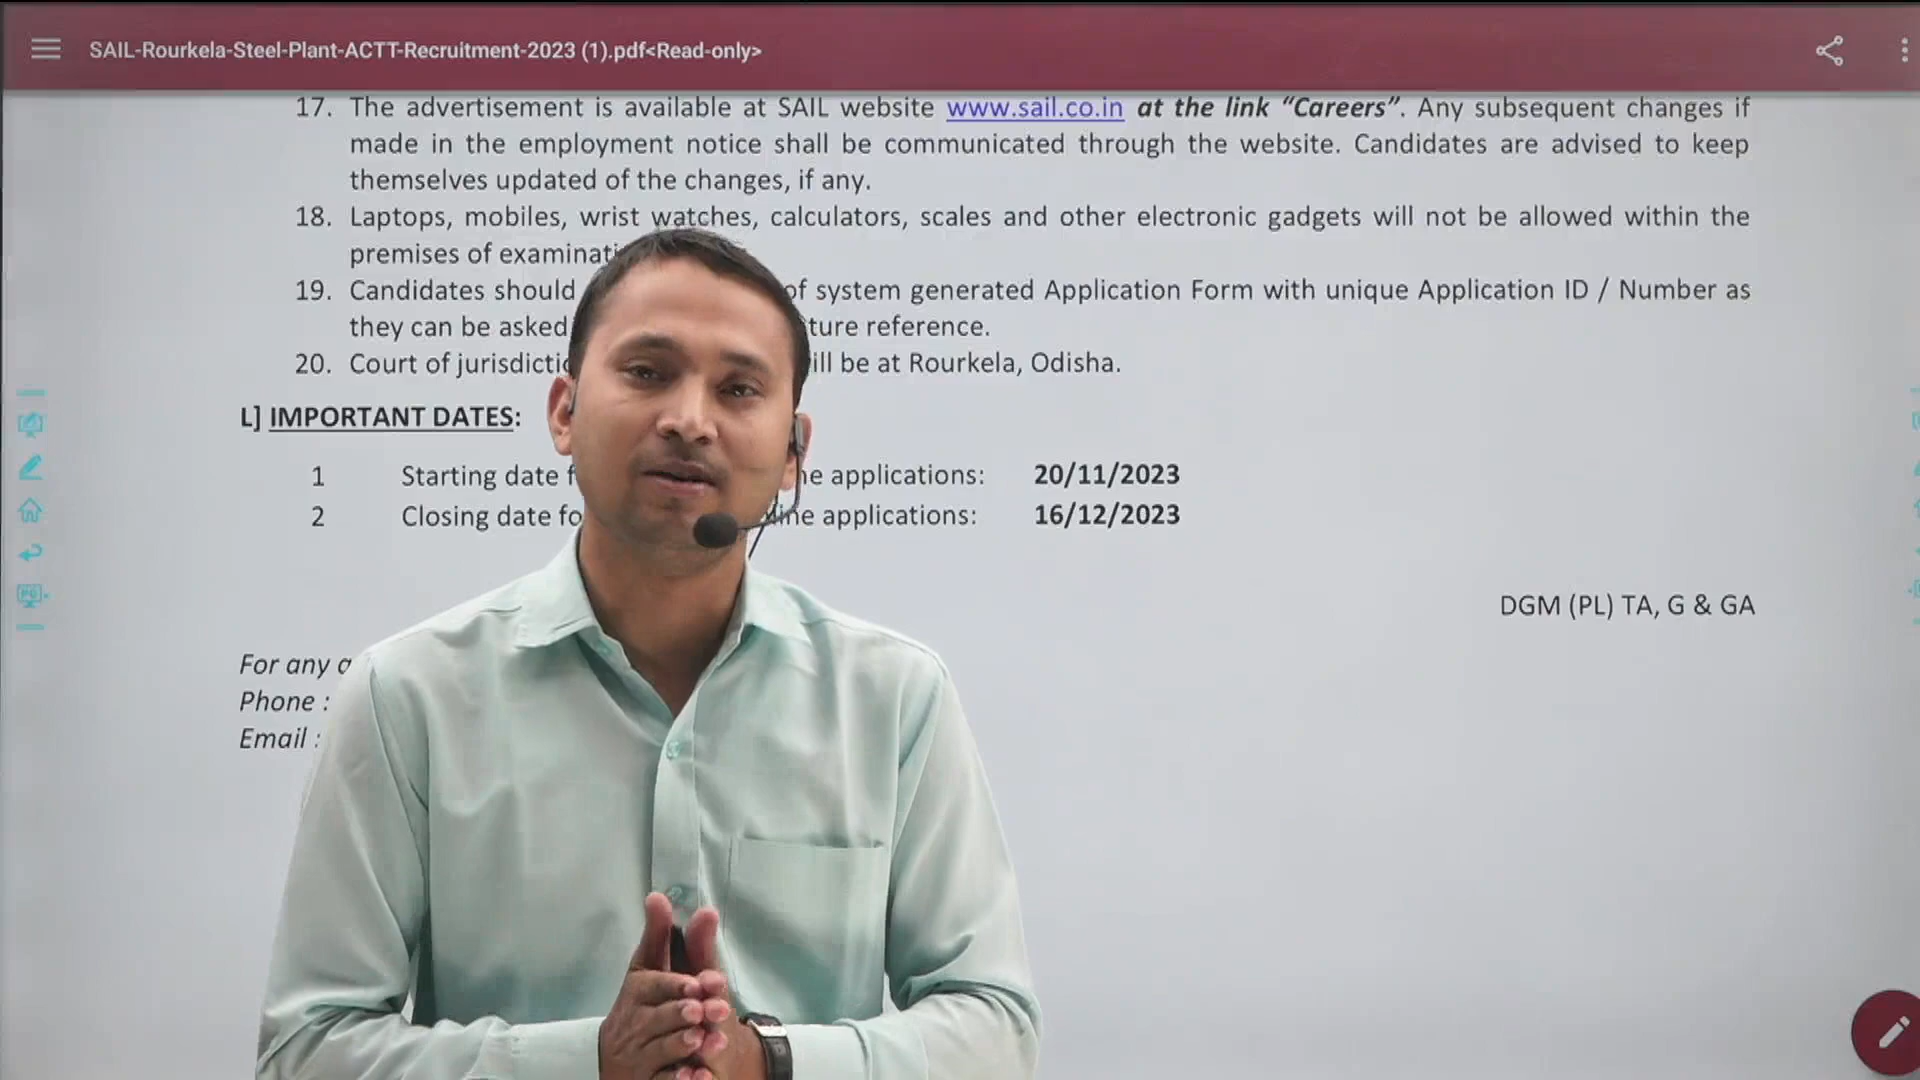 SAIL-Rourkela-Steel-Plant-ACTT-Recruitment-2023 (1).pdf<Read-only>
17. The advertisement is available at SAIL website www.sail.co.in at the link “Careers”. Any subsequent changes if
made in the employment notice shall be communicated through the website. Candidates are advised to keep
themselves updated of the changes, if any.
18. Laptops, mobiles, wrist watches, calculators, scales and other electronic gadgets will not be allowed within the
premises of
19. Candidates should of system generated Application Form with unique Application ID / Number as
they can be asked reference.
20. Court of be at Rourkela, Odisha.
L] IMPORTANT DATES:
1 Starting date applications: 20/11/2023
2 Closing date applications: 16/12/2023
DGM (PL) TA, G & GA
For any
Phone :
Email :